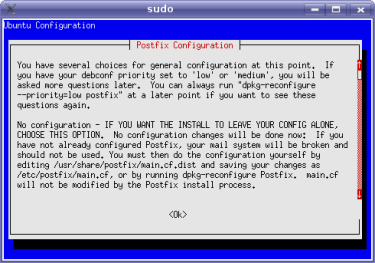 sudo
Ubuntu Configuration
Postfix Configuration
You have several choices for general configuration at this point.  If
you have your debconf priority set to 'low' or 'medium', you will be
asked more questions later.  You can always run "dpkg-reconfigure
--priority=low postfix" at a later point if you want to see these
questions again.
No configuration - IF YOU WANT THE INSTALL TO LEAVE YOUR CONFIG ALONE,
CHOOSE THIS OPTION.  No configuration changes will be done now:  If you
have not already configured Postfix, your mail system will be broken and
should not be used. You must then do the configuration yourself by
editing /usr/share/postfix/main.cf.dist and saving your changes as
/etc/postfix/main.cf, or by running dpkg-reconfigure Postfix.  main.cf
will not be modified by the Postfix install process.
<Ok>